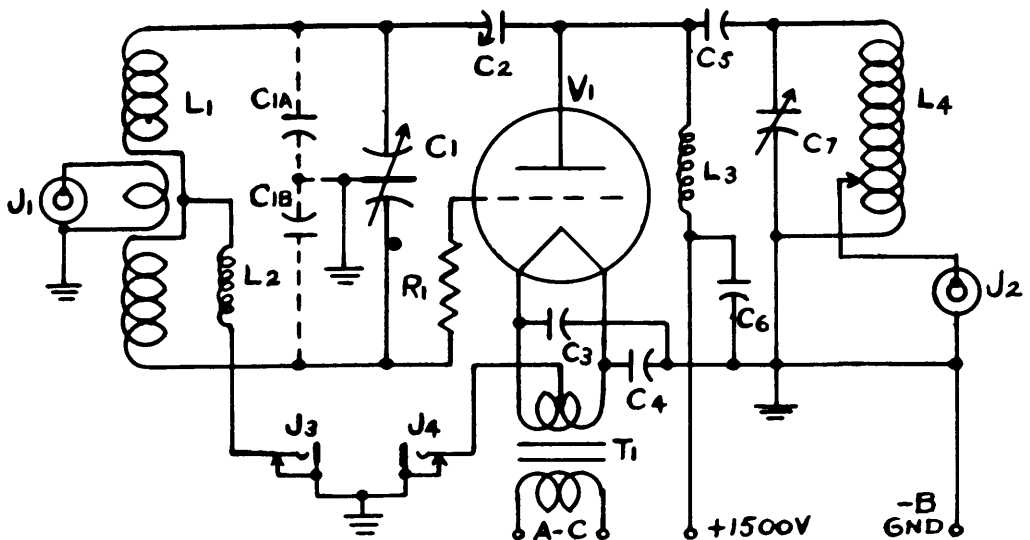 C2
C5
V1
L1
C1A
C1
C7
L4
L3
J1
C1B
L2
R1
J2
C6
C3
C4
J3
J4
T1
A-C
+1500V
-B
GND